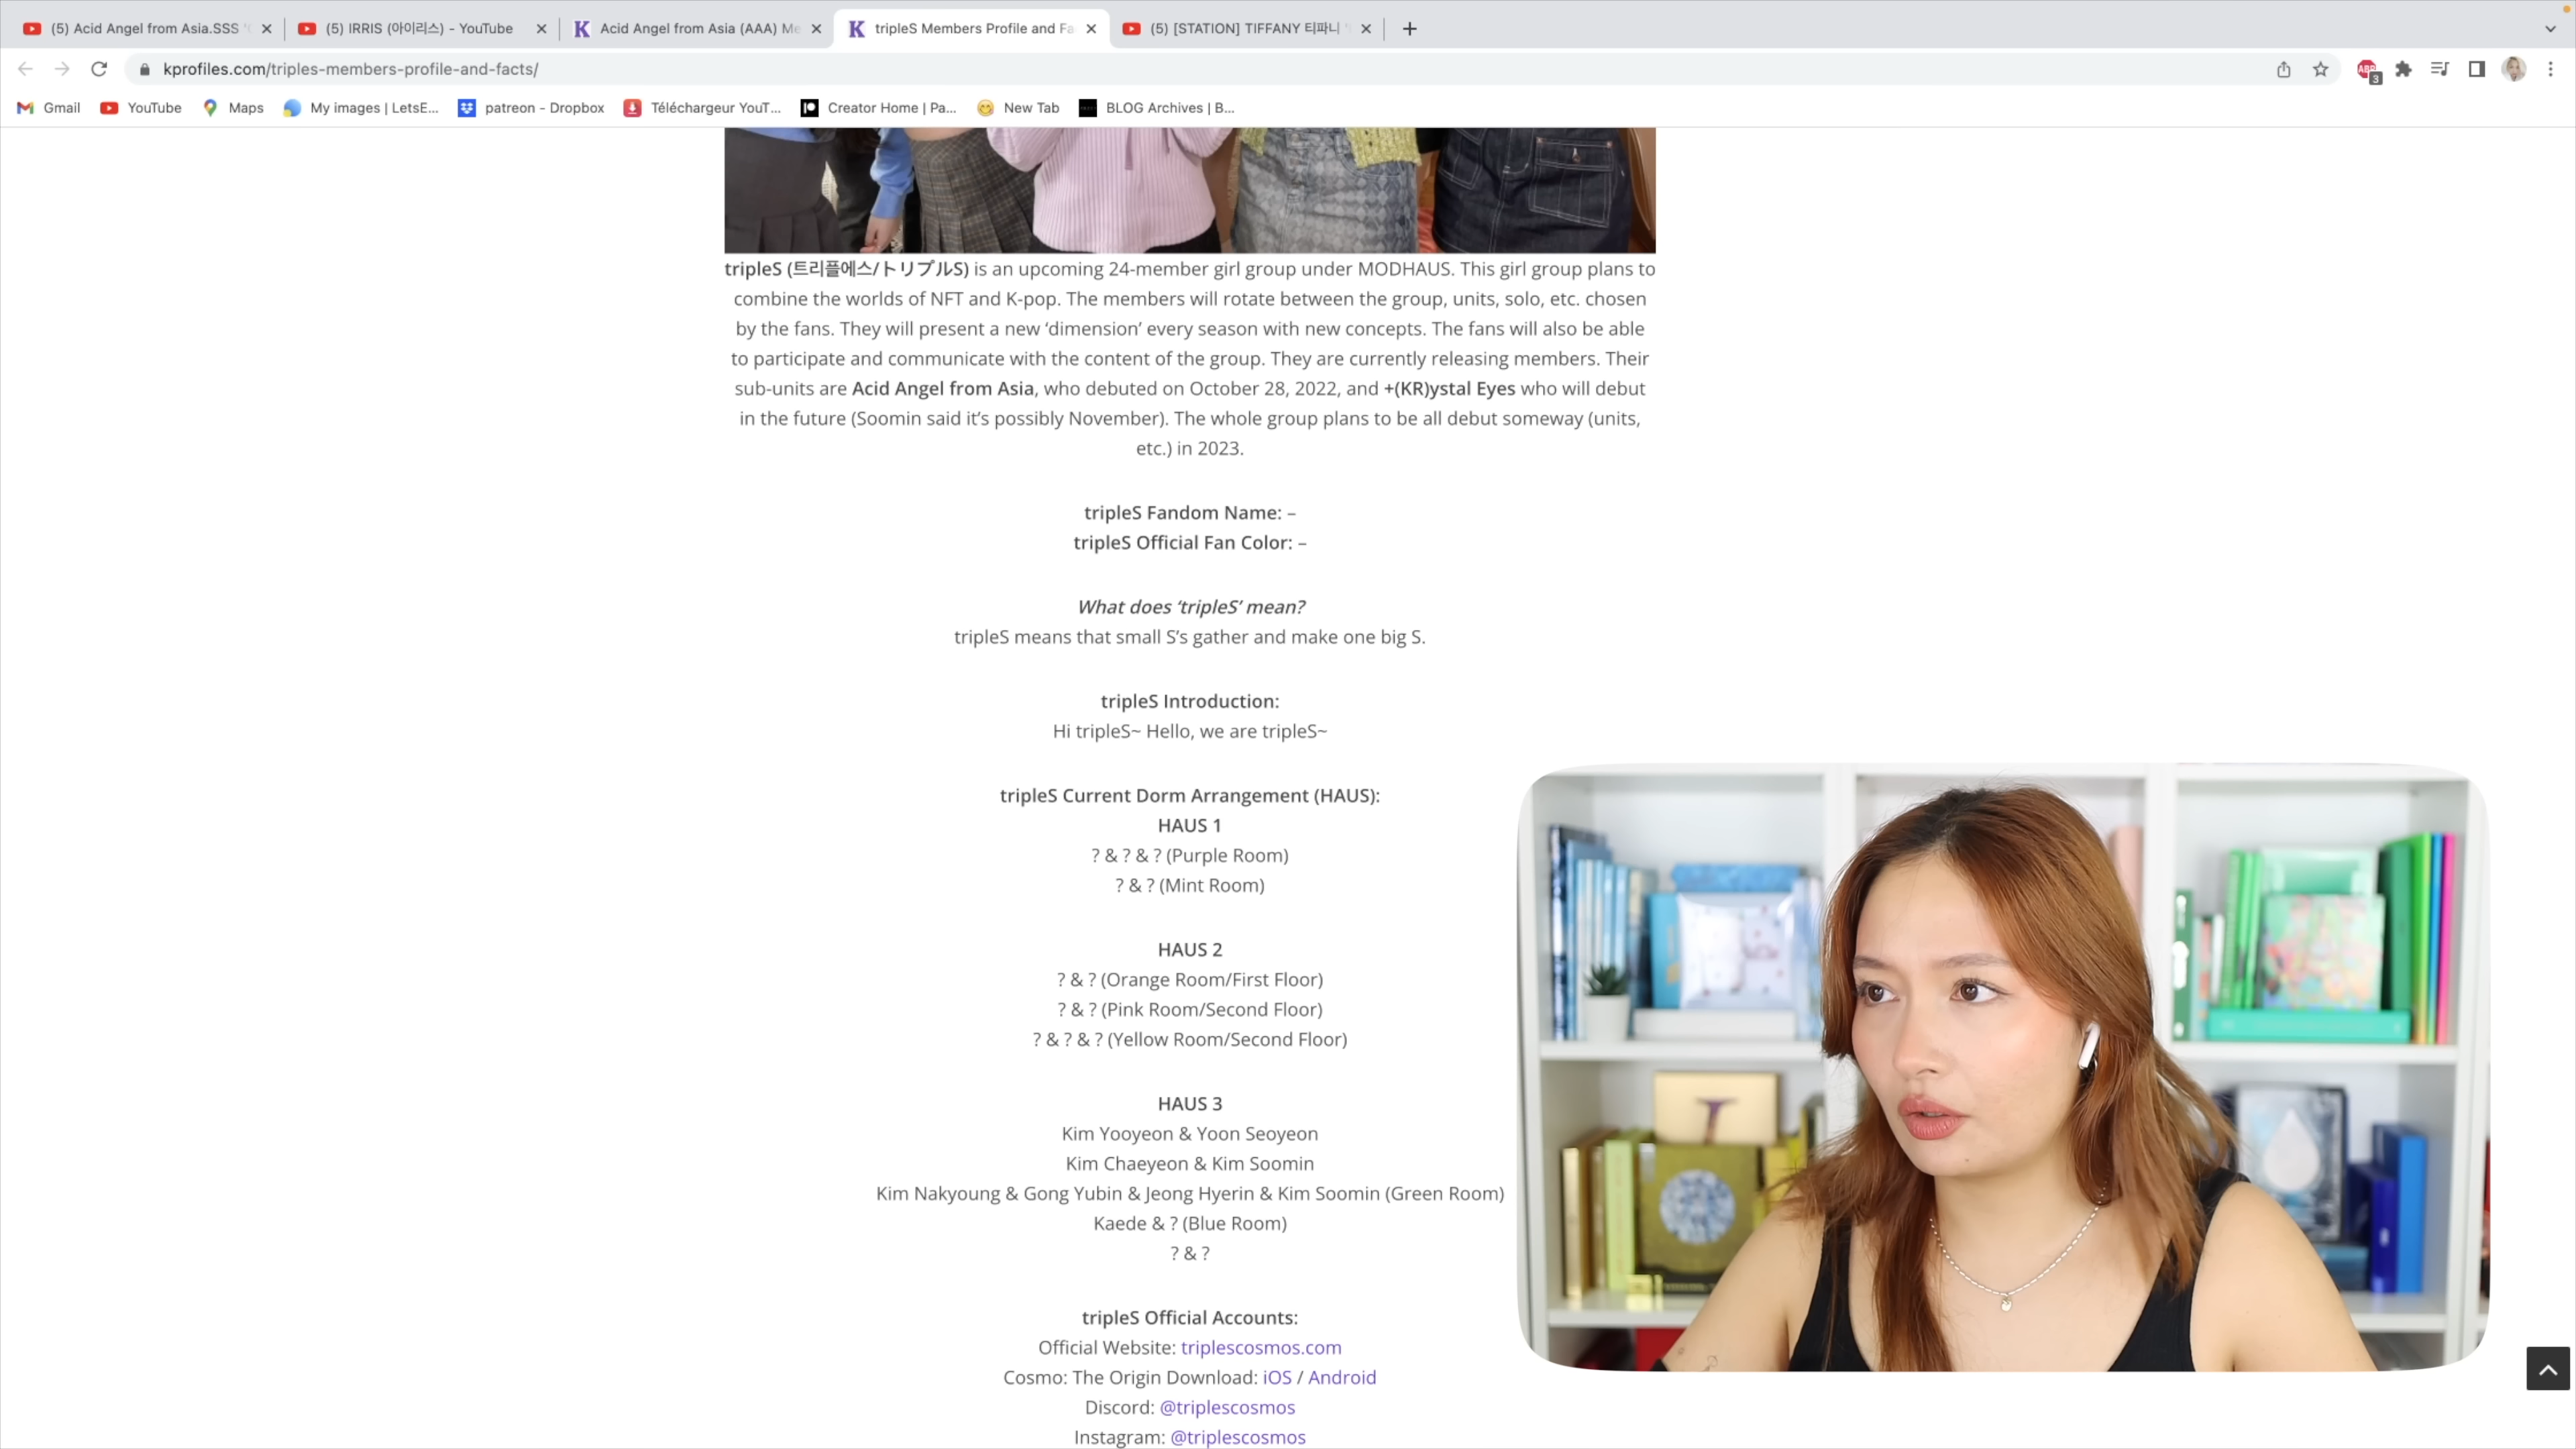 (5) Acid Angel from Asia.SSS
(5) IRRIS (아이리스) - YouTube
Acid Angel from Asia (AAA) Me
tripleS Members Profile and Fa
(5) [STATION] TIFFANY 티파니
kprofiles.com/triples-members-profile-and-facts/
ABP
3
Gmail
YouTube
Maps
My images | LetsE...
patreon - Dropbox
Téléchargeur YouT...
Creator Home | Pa...
New Tab
BLOG Archives | B...
tripleS (트리플에스/トリプルS) is an upcoming 24-member girl group under MODHAUS. This girl group plans to
combine the worlds of NFT and K-pop. The members will rotate between the group, units, solo, etc. chosen
by the fans. They will present a new ‘dimension’ every season with new concepts. The fans will also be able
to participate and communicate with the content of the group. They are currently releasing members. Their
sub-units are Acid Angel from Asia, who debuted on October 28, 2022, and +(KR)ystal Eyes who will debut
in the future (Soomin said it’s possibly November). The whole group plans to be all debut someway (units,
etc.) in 2023.
tripleS Fandom Name: –
tripleS Official Fan Color: –
What does ‘tripleS’ mean?
tripleS means that small S’s gather and make one big S.
tripleS Introduction:
Hi tripleS~ Hello, we are tripleS~
tripleS Current Dorm Arrangement (HAUS):
HAUS 1
? & ? & ? (Purple Room)
? & ? (Mint Room)
HAUS 2
? & ? (Orange Room/First Floor)
? & ? (Pink Room/Second Floor)
? & ? & ? (Yellow Room/Second Floor)
HAUS 3
Kim Yooyeon & Yoon Seoyeon
Kim Chaeyeon & Kim Soomin
Kim Nakyoung & Gong Yubin & Jeong Hyerin & Kim Soomin (Green Room)
Kaede & ? (Blue Room)
? & ?
tripleS Official Accounts:
Official Website: triplescosmos.com
Cosmo: The Origin Download: iOS / Android
Discord: @triplescosmos
Instagram: @triplescosmos